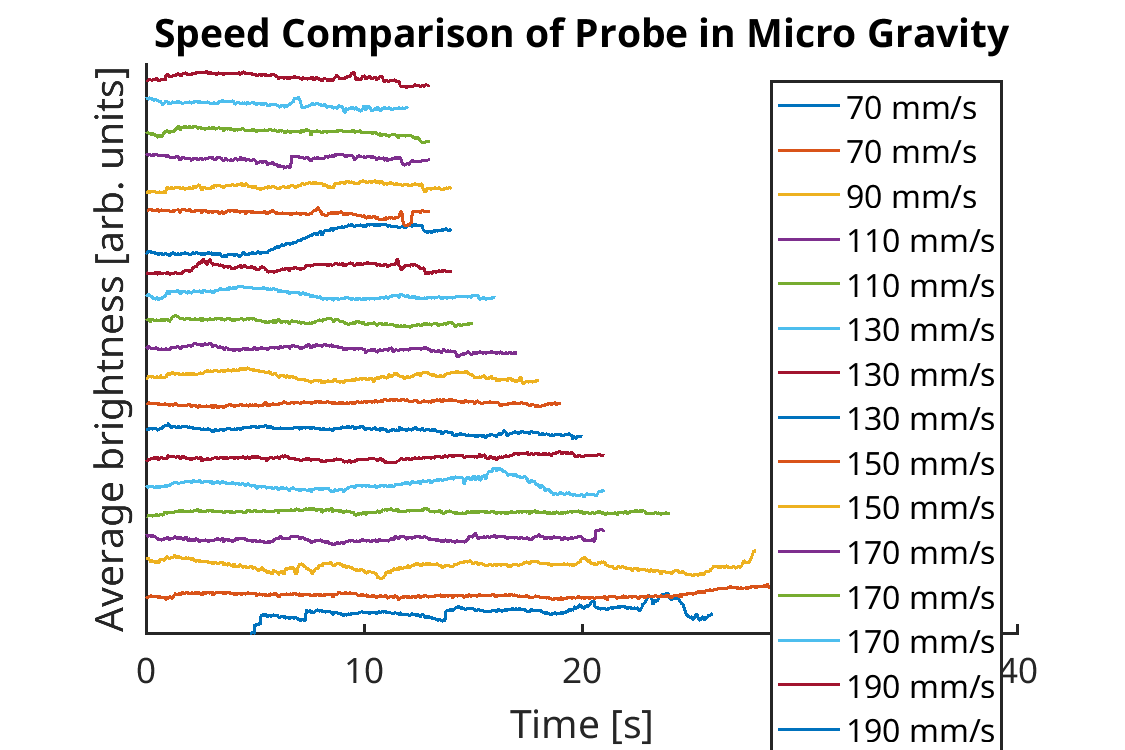 Speed Comparison of Probe in Micro Gravity
Average brightness [arb. units]
70 mm/s
70 mm/s
90 mm/s
110 mm/s
110 mm/s
130 mm/s
130 mm/s
130 mm/s
150 mm/s
150 mm/s
170 mm/s
170 mm/s
170 mm/s
190 mm/s
190 mm/s
0 10 20 40
Time [s]